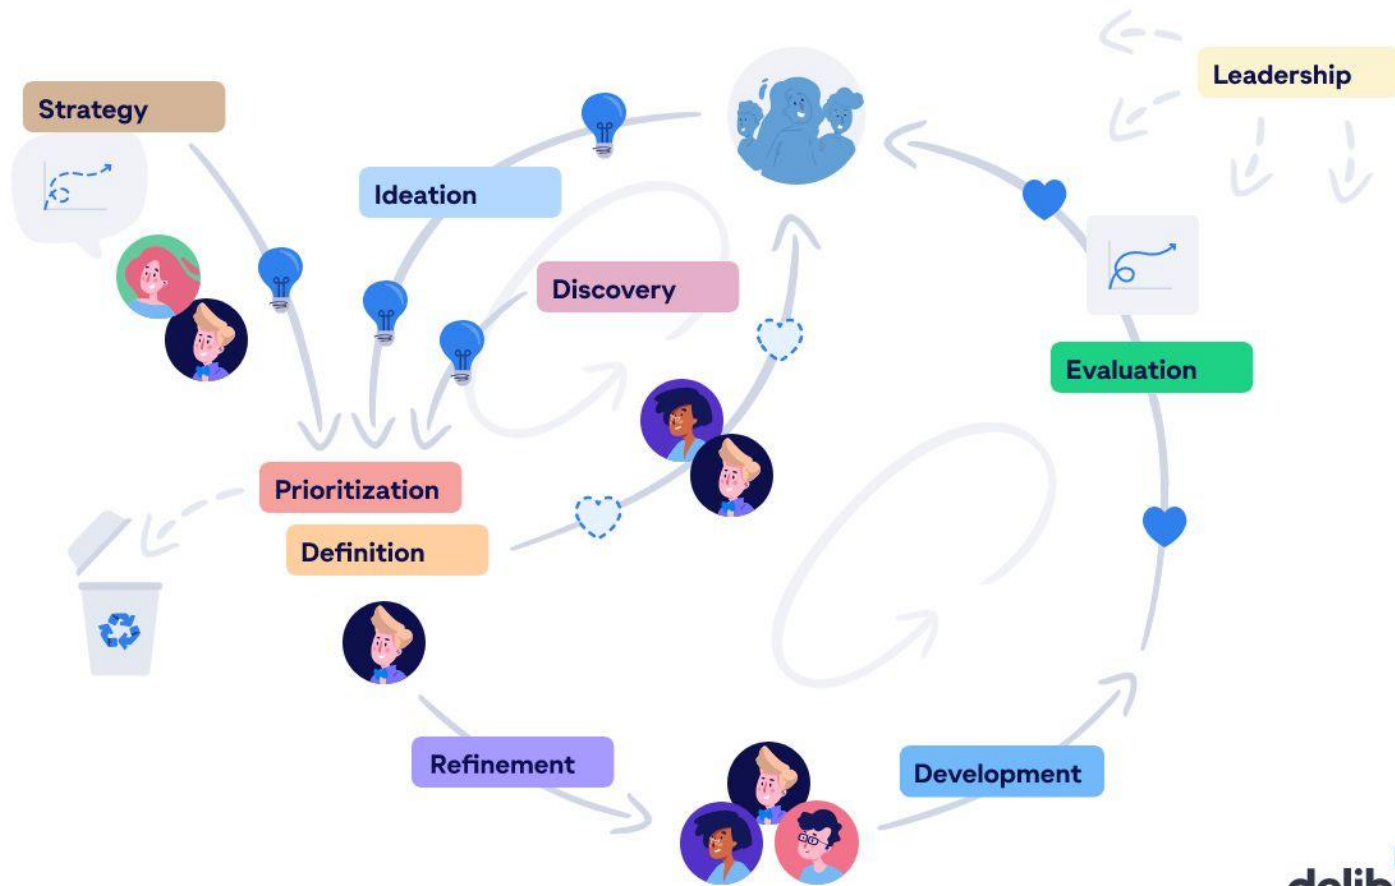 Leadership
Strategy
Ideation
Discovery
Evaluation
Prioritization
Definition
Refinement
Development